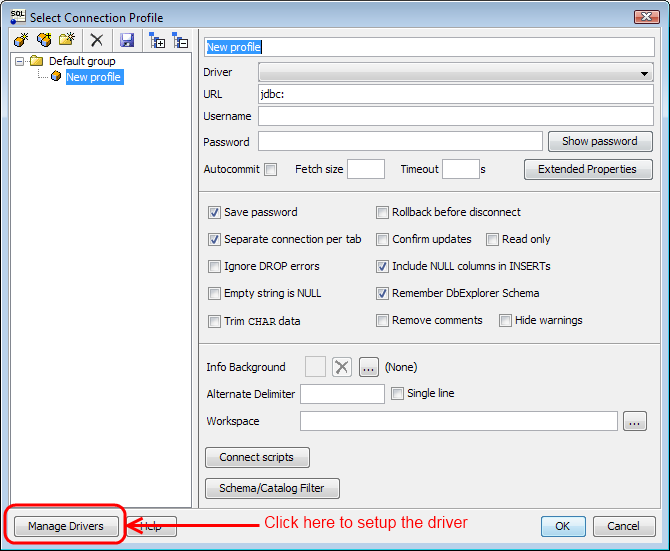 SQL Select Connection Profile
Default group
New profile
New profile
Driver
URL jdbc:
Username
Password Show password
Autocommit Fetch size Timeout s Extended Properties
Save password Rollback before disconnect
Separate connection per tab Confirm updates Read only
Ignore DROP errors Include NULL columns in INSERTs
Empty string is NULL Remember DbExplorer Schema
Trim CHAR data Remove comments Hide warnings
Info Background ... (None)
Alternate Delimiter Single line
Workspace ...
Connect scripts
Schema/Catalog Filter
Manage Drivers Help Click here to setup the driver OK Cancel